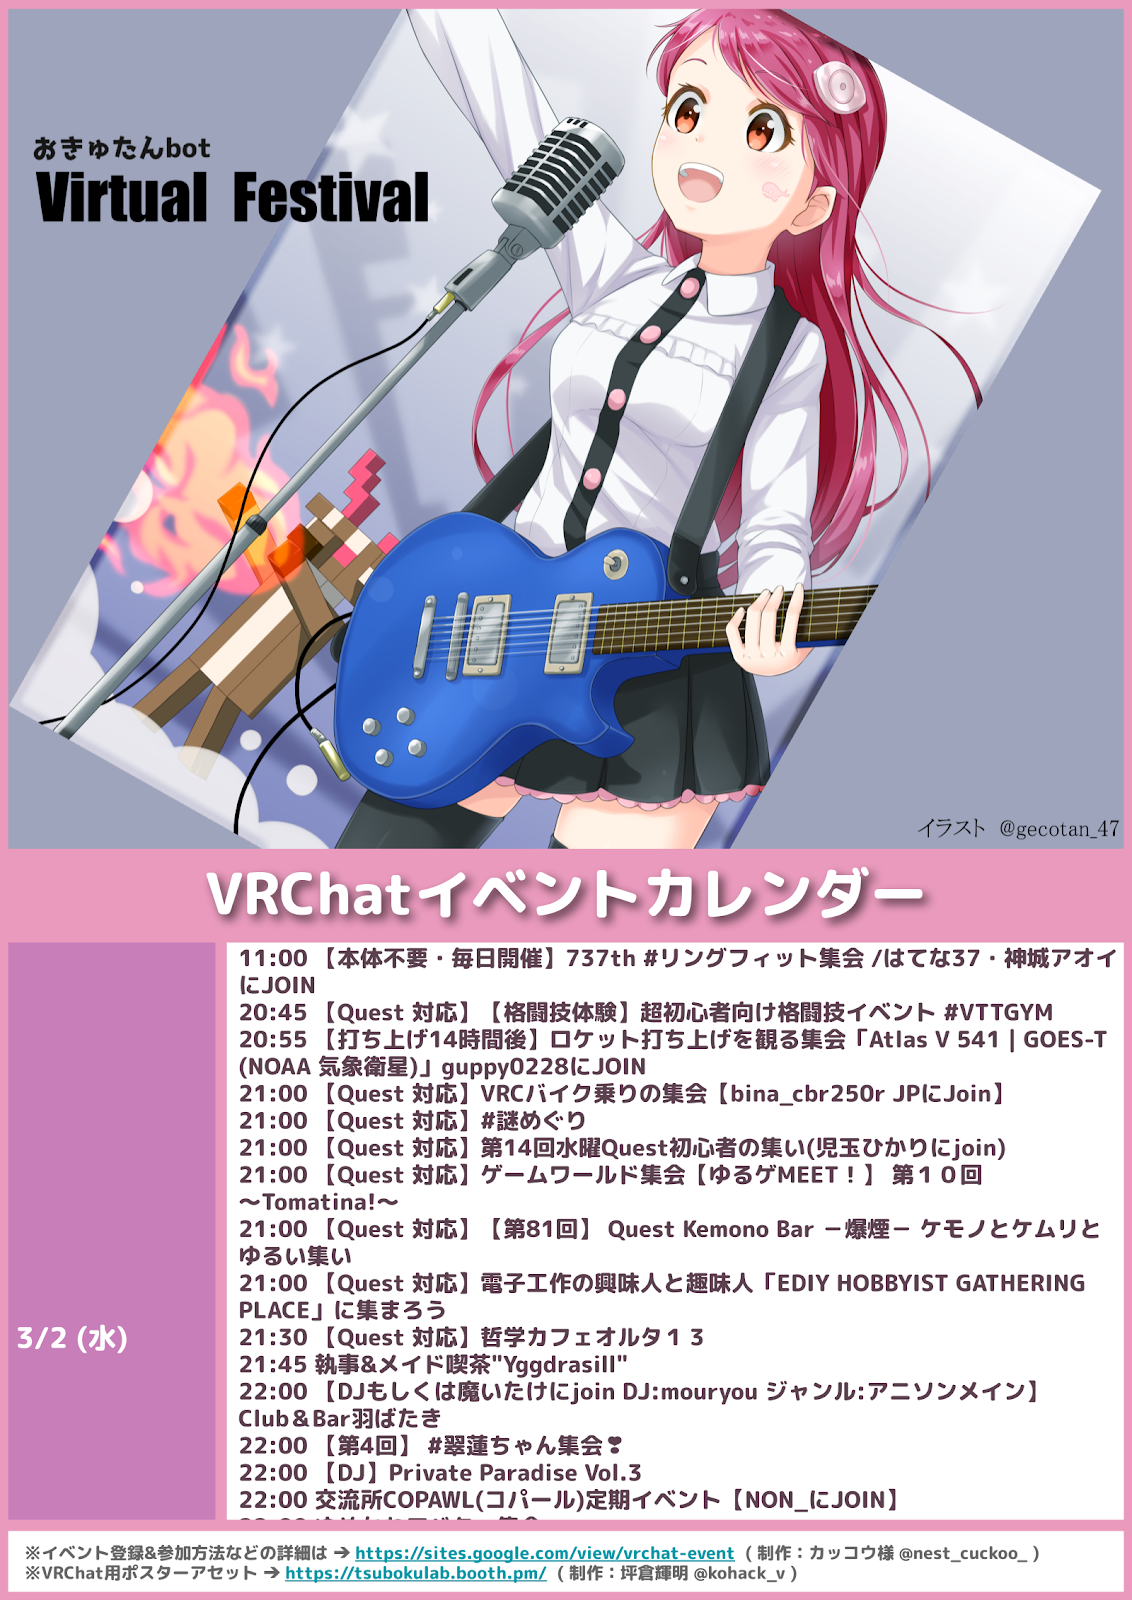 おきゅたんbot
Virtual Festival
イラスト @gecotan_47
VRChatイベントカレンダー
3/2 (水)
11:00 【本体不要・毎日開催】737th #リングフィット集会 /はてな37・神城アオイ
にJOIN
20:45 【Quest 対応】【格闘技体験】超初心者向け格闘技イベント #VTTGYM
20:55 【打ち上げ14時間後】ロケット打ち上げを観る集会「Atlas V 541 | GOES-T
(NOAA 気象衛星)」guppy0228にJOIN
21:00 【Quest 対応】VRCバイク乗りの集会【bina_cbr250r JPにJoin】
21:00 【Quest 対応】#謎めぐり
21:00 【Quest 対応】第14回水曜Quest初心者の集い(児玉ひかりにjoin)
21:00 【Quest 対応】ゲームワールド集会【ゆるゲMEET！】 第１０回
～Tomatina!～
21:00 【Quest 対応】【第81回】 Quest Kemono Bar －爆煙－ ケモノとケムリと
ゆるい集い
21:00 【Quest 対応】電子工作の興味人と趣味人「EDIY HOBBYIST GATHERING
PLACE」に集まろう
21:30 【Quest 対応】哲学カフェオルタ１３
21:45 執事&メイド喫茶"Yggdrasill"
22:00 【DJもしくは魔いたけにjoin DJ:mouryou ジャンル:アニソンメイン】
Club＆Bar羽ばたき
22:00 【第4回】 #翠蓮ちゃん集会❣
22:00 【DJ】Private Paradise Vol.3
22:00 交流所COPAWL(コパール)定期イベント【NON_にJOIN】
※イベント登録&参加方法などの詳細は ➔ https://sites.google.com/view/vrchat-event ( 制作：カッコウ様 @nest_cuckoo_ )
※VRChat用ポスターアセット ➔ https://tsubokulab.booth.pm/ ( 制作：坪倉輝明 @kohack_v )